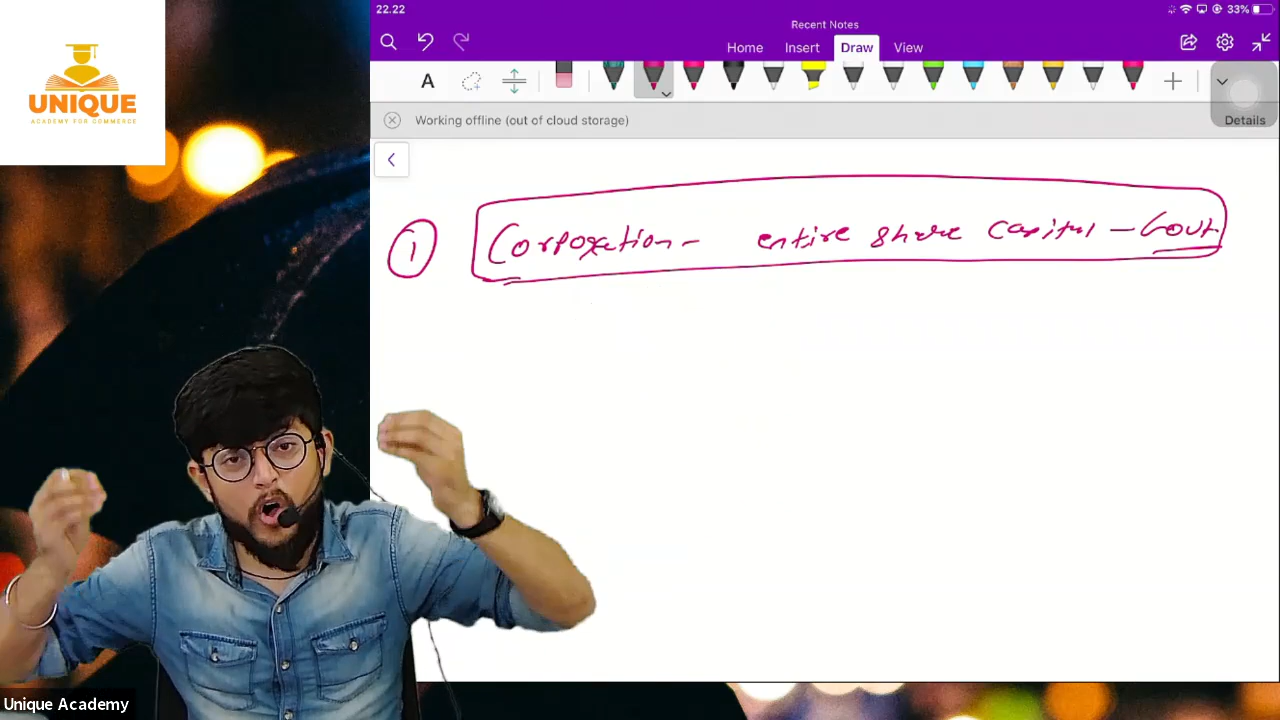 22.22
33%
Recent Notes
Home Insert Draw View
UNIQUE
ACADEMY FOR COMMERCE
A
Working offline (out of cloud storage)
Details
① Corporation - entire share capital - Govt.
Unique Academy